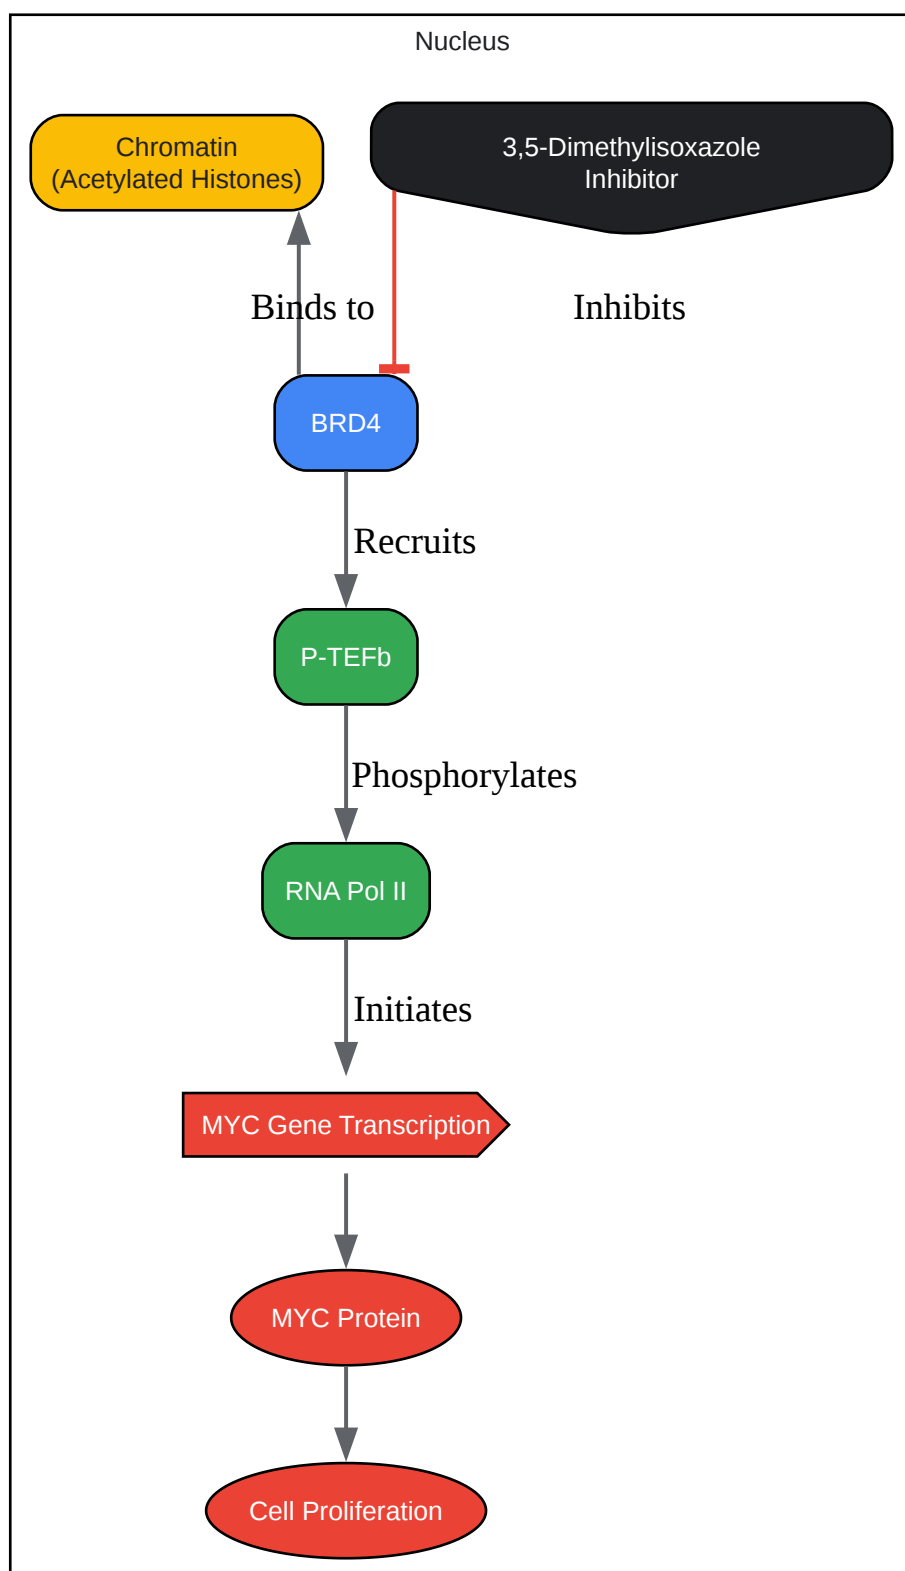 Nucleus
Chromatin
(Acetylated Histones)
3,5-Dimethylisoxazole
Inhibitor
Binds to
Inhibits
BRD4
Recruits
P-TEFb
Phosphorylates
RNA Pol II
Initiates
MYC Gene Transcription
MYC Protein
Cell Proliferation